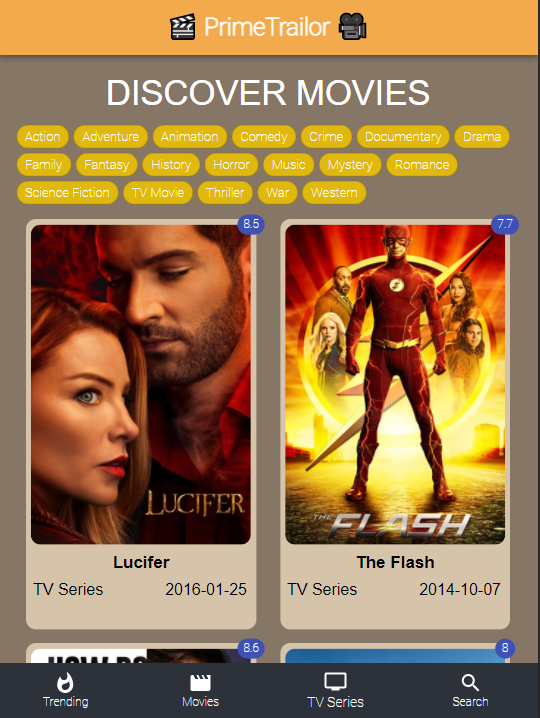 PrimeTrailor
DISCOVER MOVIES
Action Adventure Animation Comedy Crime Documentary Drama
Family Fantasy History Horror Music Mystery Romance
Science Fiction TV Movie Thriller War Western
8.5 7.7
LUCIFER
THE FLASH
Lucifer The Flash
TV Series 2016-01-25 TV Series 2014-10-07
8.6 8
Trending Movies TV Series Search